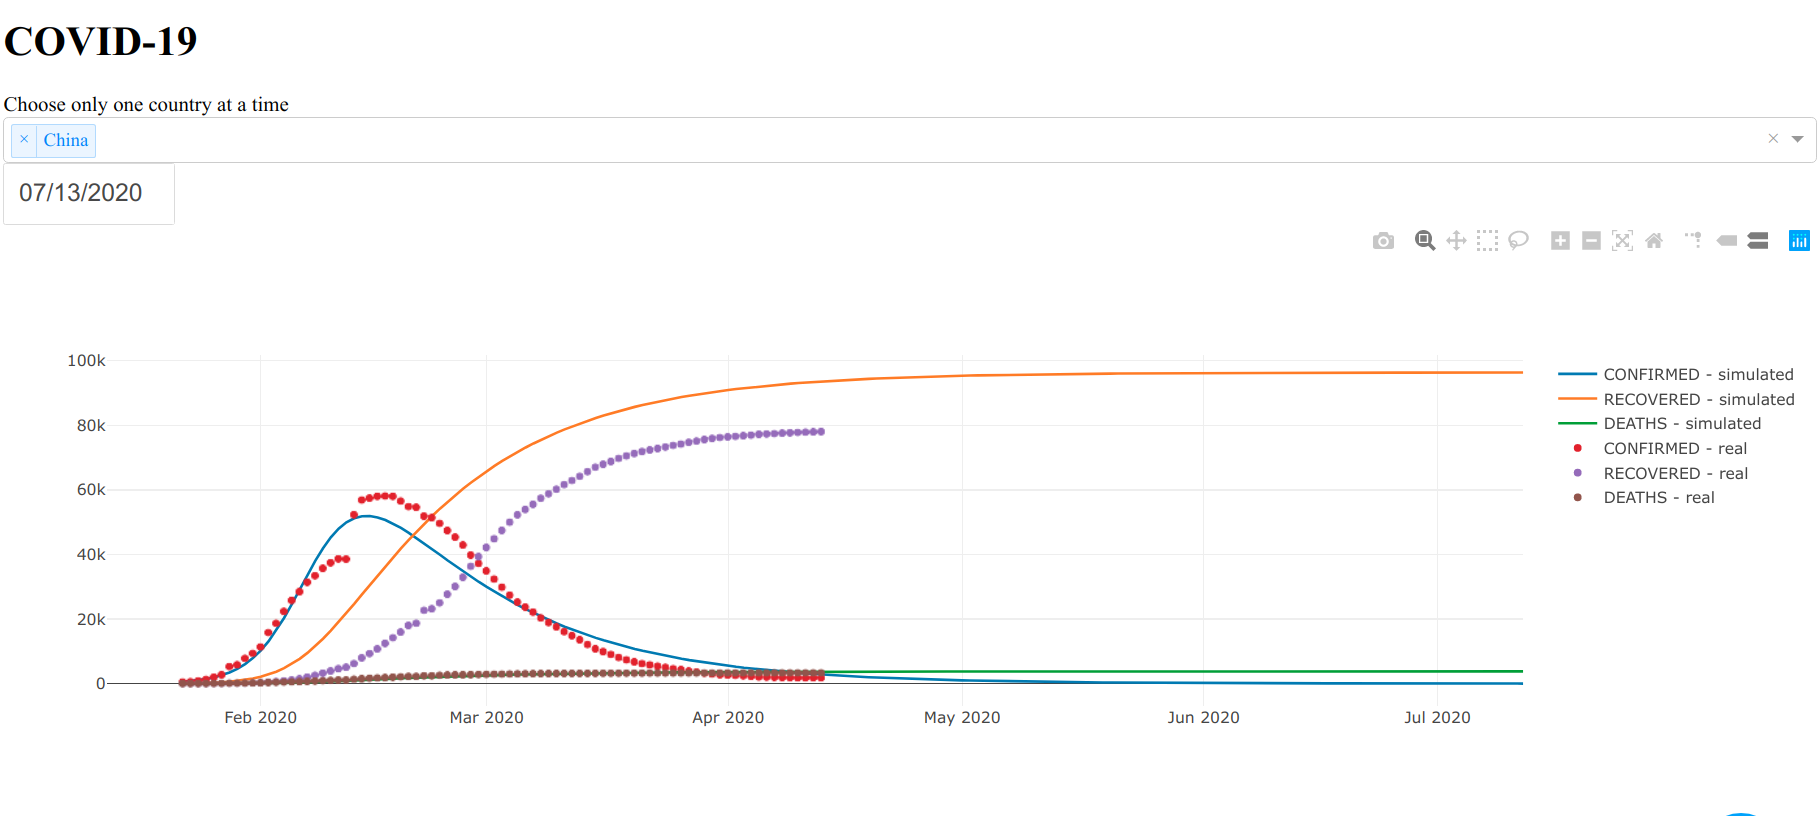 COVID-19
Choose only one country at a time
× China
07/13/2020
100k
80k
60k
40k
20k
0
Feb 2020
Mar 2020
Apr 2020
May 2020
Jun 2020
Jul 2020
CONFIRMED - simulated
RECOVERED - simulated
DEATHS - simulated
CONFIRMED - real
RECOVERED - real
DEATHS - real